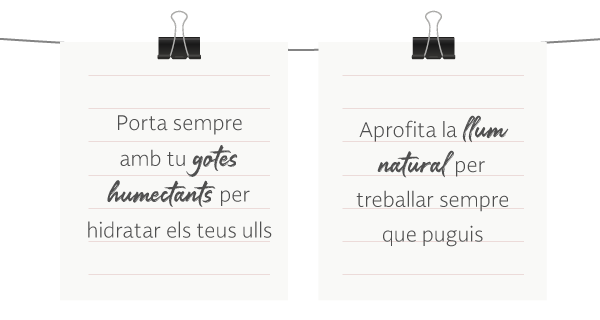 Porta sempre
amb tu gotes
humectants per
hidratar els teus ulls
Aprofita la llum
natural per
treballar sempre
que puguis